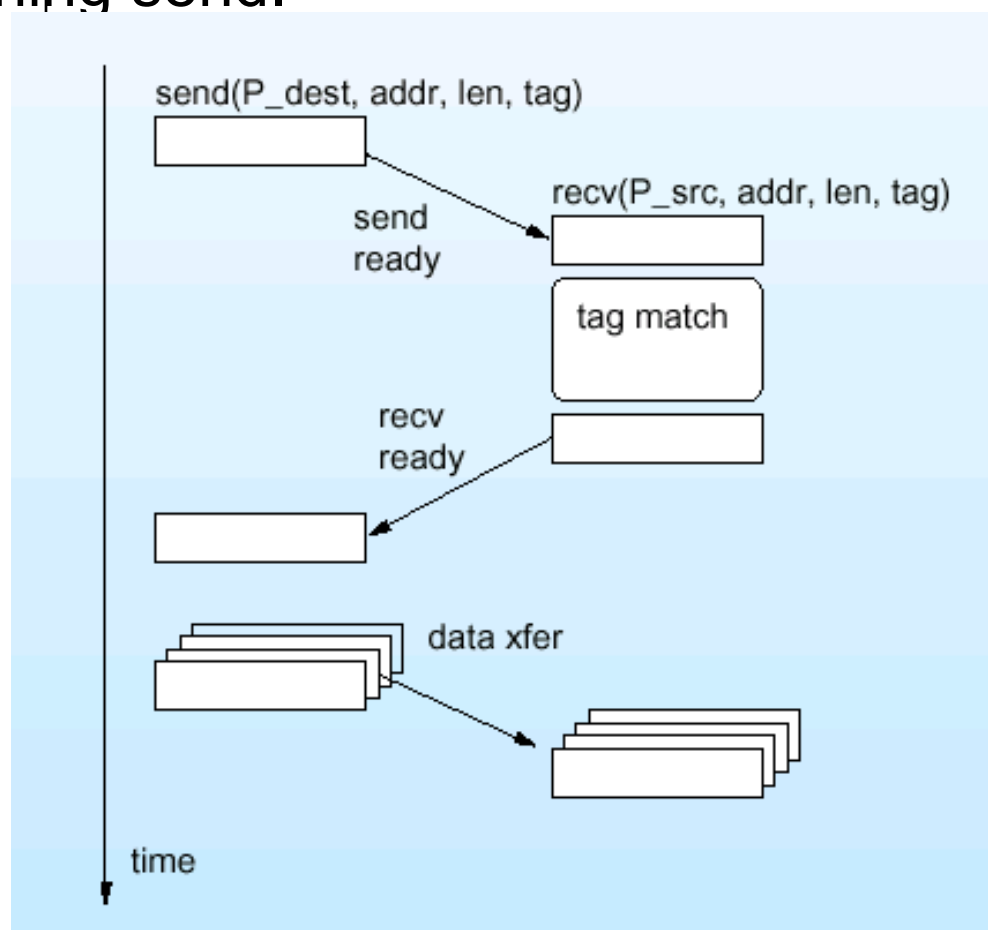 send.
send(P_dest, addr, len, tag)
recv(P_src, addr, len, tag)
send
ready
tag match
recv
ready
data xfer
time